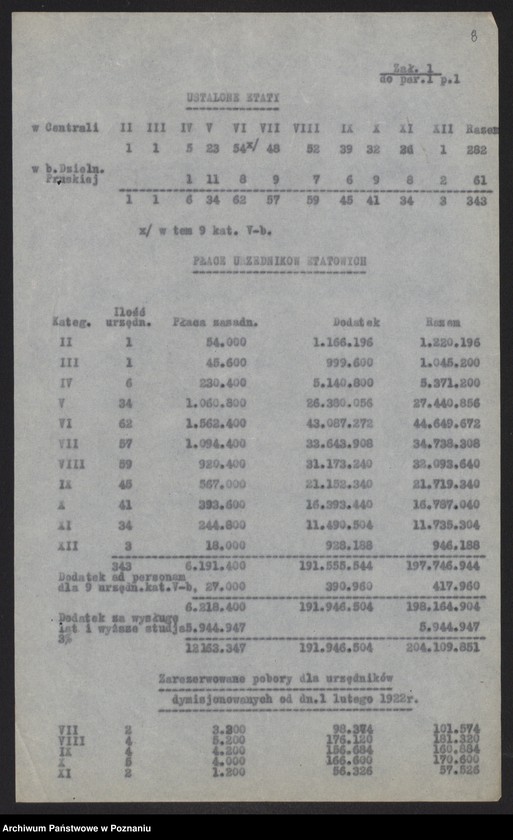 8
Zał. 1
do par.1 p.1
USTALONE ETATY
w Centrali II III IV V VI VII VIII IX X XI XII Razem
1 1 5 23 54x/ 48 52 39 32 26 1 282
w b.Dzieln.
Pruskiej 1 11 8 9 7 6 9 8 2 61
1 1 6 34 62 57 59 45 41 34 3 343
x/ w tem 9 kat. V-b.
PŁACE URZĘDNIKÓW ETATOWYCH
Kateg. Ilość urzędn. Płaca zasadn. Dodatek Razem
II 1 54.000 1.166.196 1.220.196
III 1 45.600 999.600 1.045.200
IV 6 230.400 5.140.800 5.371.200
V 34 1.060.800 26.380.056 27.440.856
VI 62 1.562.400 43.087.272 44.649.672
VII 57 1.094.400 33.643.908 34.738.308
VIII 59 920.400 31.173.240 32.093.640
IX 45 567.000 21.152.340 21.719.340
X 41 393.600 16.393.440 16.787.040
XI 34 244.800 11.490.504 11.735.304
XII 3 18.000 928.188 946.188
343 6.191.400 191.555.544 197.746.944
Dodatek ad personam
dla 9 urzędn.kat.V-b. 27.000 390.960 417.960
6.218.400 191.946.504 198.164.904
Dodatek za wysługę
lat i wyższe studja 5.944.947 5.944.947
3%
12163.347 191.946.504 204.109.851
Zarezerwowane pobory dla urzędników
dymisjonowanych od dn.1 lutego 1922r.
VII 2 3.200 98.374 101.574
VIII 4 5.200 176.120 181.320
IX 4 4.200 156.684 160.884
X 5 4.000 166.600 170.600
XI 2 1.200 56.326 57.526
Archiwum Państwowe w Poznaniu
szukajwarchiwach.gov.pl